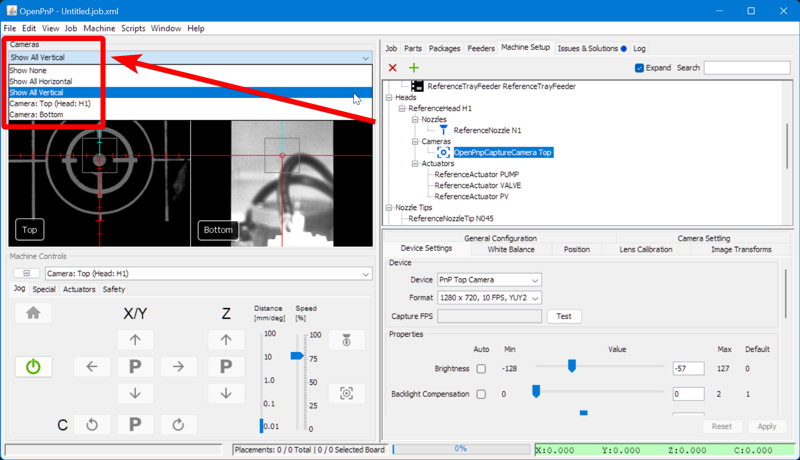 OpenPnP - Untitled.job.xml
File Edit View Job Machine Scripts Window Help
Cameras
Show All Vertical
Show None
Show All Horizontal
Show All Vertical
Camera: Top (Head: H1)
Camera: Bottom
Top
Bottom
Machine Controls
Camera: Top (Head: H1)
Jog Special Actuators Safety
X/Y Z
Distance [mm/deg]
Speed [%]
100
10
1.0
0.1
0.01
100
75
50
25
0
P P
C P
Job Parts Packages Feeders Machine Setup Issues & Solutions Log
Expand Search
ReferenceTrayFeeder ReferenceTrayFeeder
Heads
ReferenceHead H1
Nozzles
ReferenceNozzle N1
Cameras
OpenPnpCaptureCamera Top
Actuators
ReferenceActuator PUMP
ReferenceActuator VALVE
ReferenceActuator PV
Nozzle Tips
ReferenceNozzleTip N045
General Configuration Camera Settling
Device Settings White Balance Position Lens Calibration Image Transforms
Device
Device PnP Top Camera
Format 1280 x 720, 10 FPS, YUY2
Capture FPS Test
Properties
Auto Min Value Max Default
Brightness -128 -57 127 0
Backlight Compensation 0 0 2 1
Reset Apply
Placements: 0 / 0 Total | 0 / 0 Selected Board 0% X:0.000 Y:0.000 Z:0.000 C:0.000